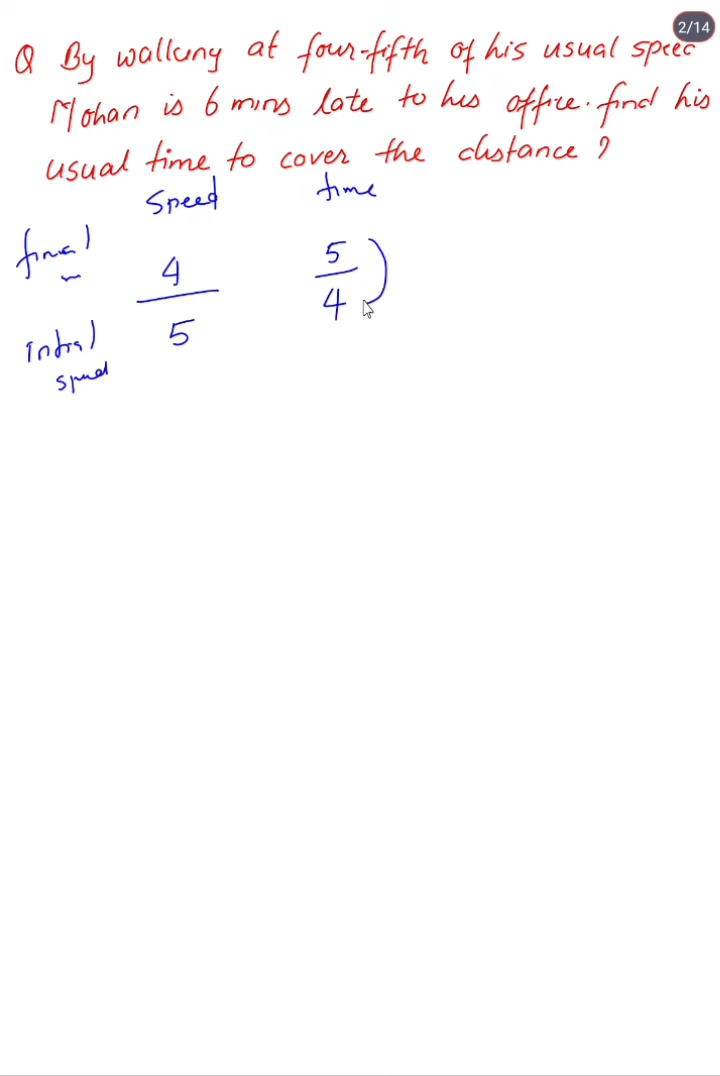 2/14
Q By walking at four-fifth of his usual speed
Mohan is 6 mins late to his office. find his
usual time to cover the distance ?
Speed time
final 4 5
initial 5 4
speed